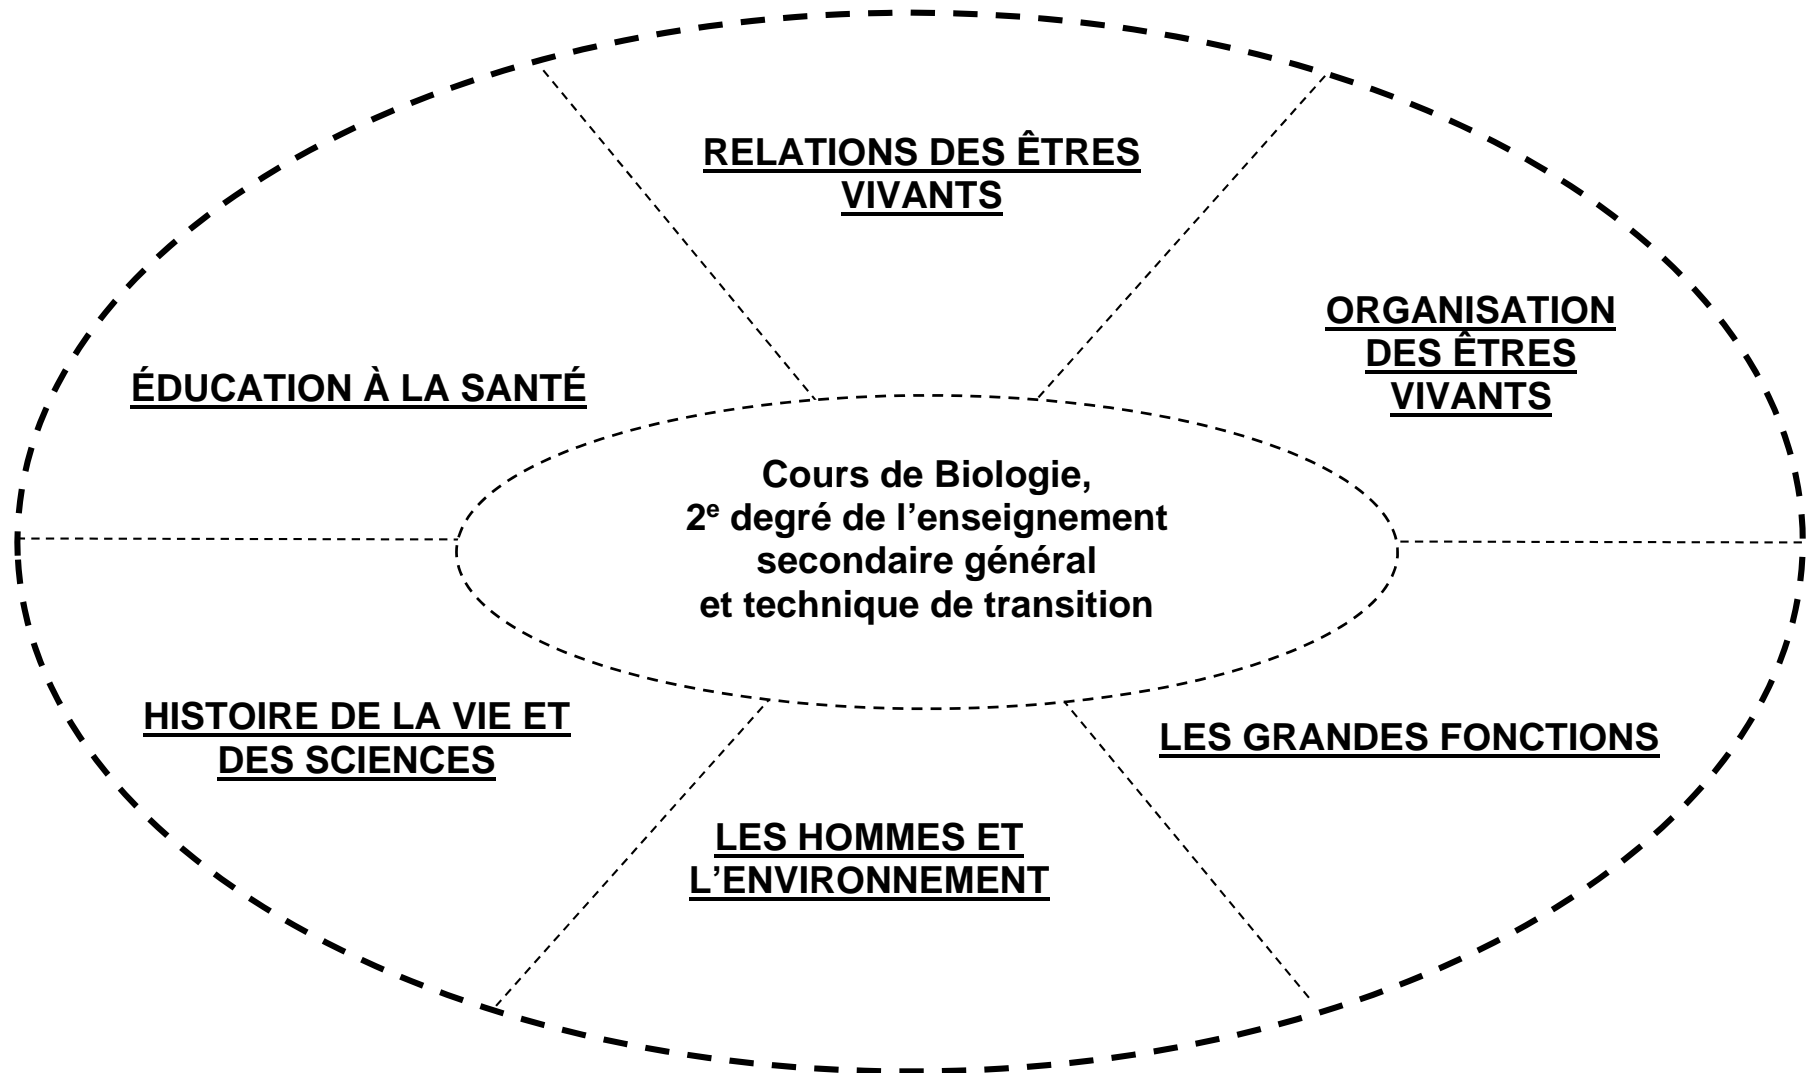 RELATIONS DES ÊTRES
VIVANTS
ORGANISATION
DES ÊTRES
VIVANTS
ÉDUCATION À LA SANTÉ
Cours de Biologie,
2e degré de l’enseignement
secondaire général
et technique de transition
HISTOIRE DE LA VIE ET
DES SCIENCES
LES GRANDES FONCTIONS
LES HOMMES ET
L’ENVIRONNEMENT